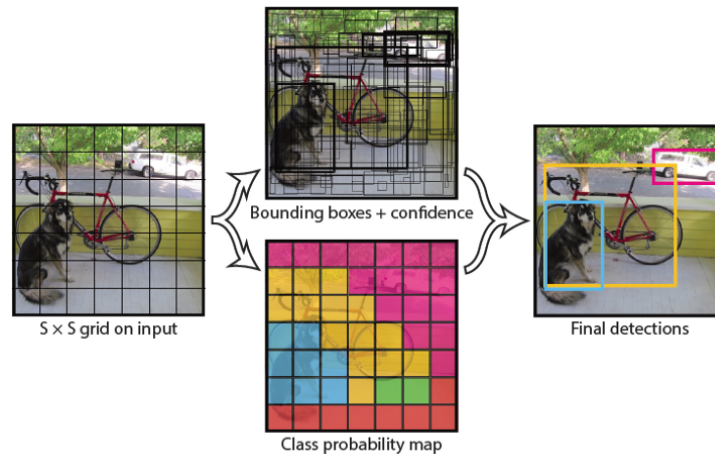 Bounding boxes + confidence
S × S grid on input
Final detections
Class probability map